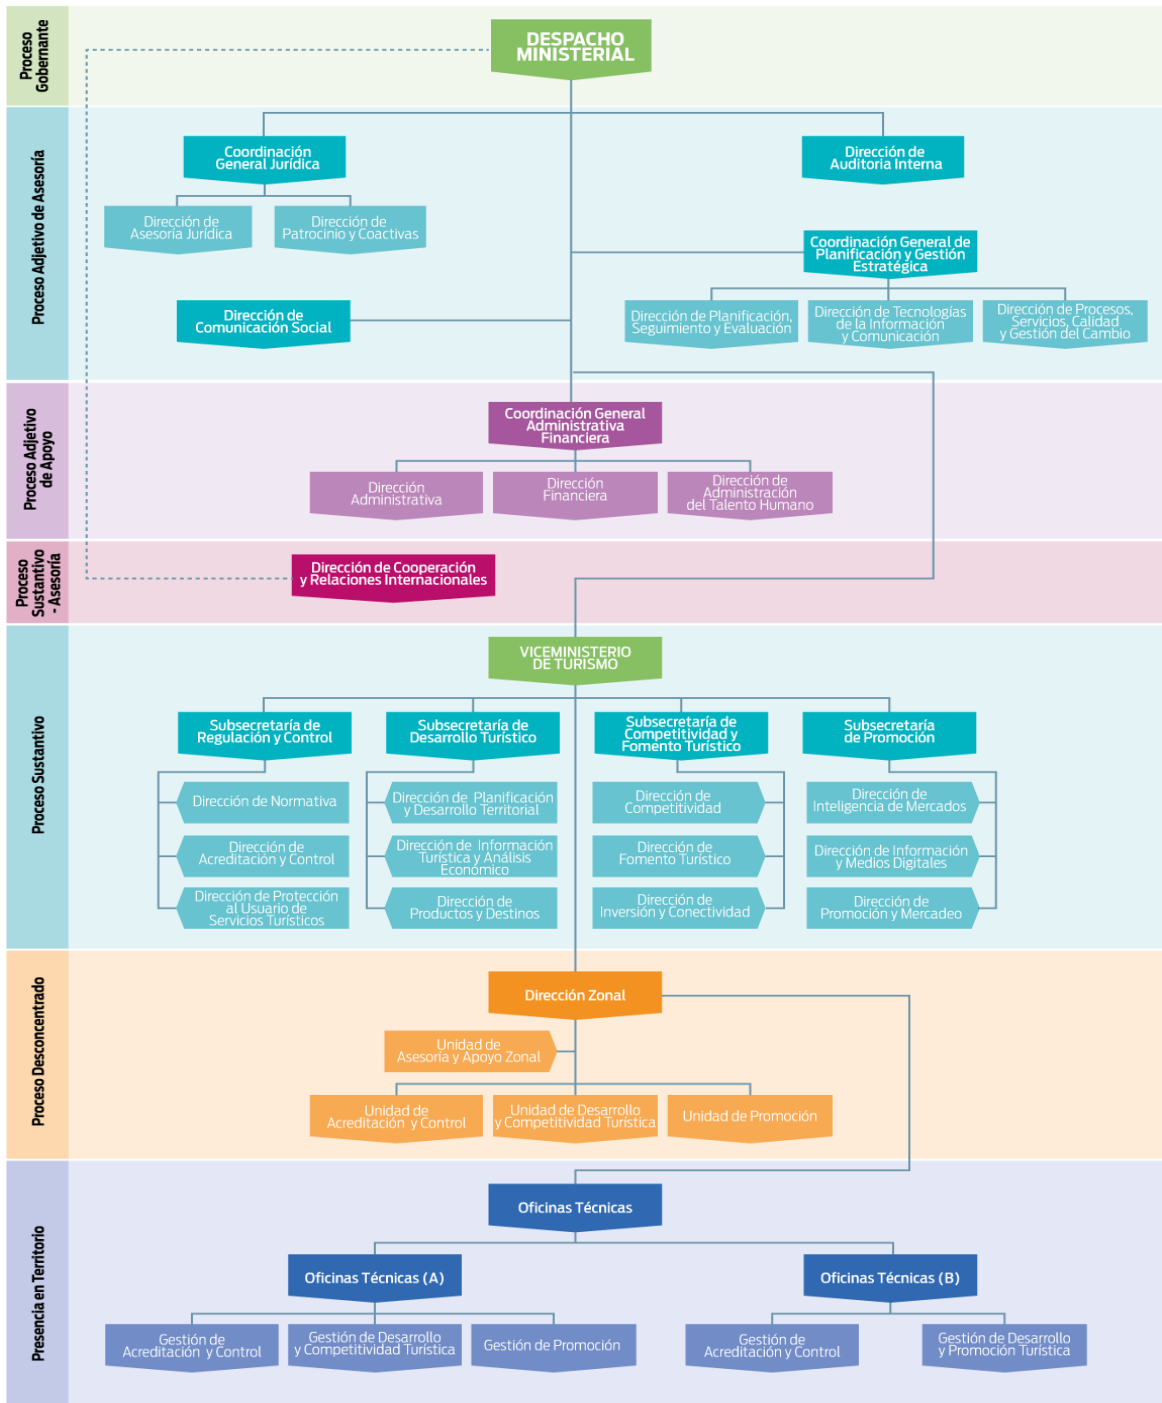 Proceso
Gobernante
DESPACHO
MINISTERIAL
Proceso Adjetivo de Asesoría
Coordinación
General Jurídica
Dirección de
Auditoria Interna
Dirección de
Asesoría Jurídica
Dirección de
Patrocinio y Coactivas
Coordinación General de
Planificación y Gestión
Estratégica
Dirección de
Comunicación Social
Dirección de Planificación,
Seguimiento y Evaluación
Dirección de Tecnologías
de la Información
y Comunicación
Dirección de Procesos,
Servicios, Calidad
y Gestión del Cambio
Proceso Adjetivo
de Apoyo
Coordinación General
Administrativa
Financiera
Dirección
Administrativa
Dirección
Financiera
Dirección de
Administración
del Talento Humano
Proceso
Sustantivo
- Asesoría
Dirección de Cooperación
y Relaciones Internacionales
Proceso Sustantivo
VICEMINISTERIO
DE TURISMO
Subsecretaría de
Regulación y Control
Subsecretaría de
Desarrollo Turístico
Subsecretaría de
Competitividad y
Fomento Turístico
Subsecretaría
de Promoción
Dirección de Normativa
Dirección de Planificación
y Desarrollo Territorial
Dirección de
Competitividad
Dirección de
Inteligencia de Mercados
Dirección de
Acreditación y Control
Dirección de Información
Turística y Análisis
Económico
Dirección de
Fomento Turístico
Dirección de Información
y Medios Digitales
Dirección de Protección
al Usuario de
Servicios Turísticos
Dirección de
Productos y Destinos
Dirección de
Inversión y Conectividad
Dirección de
Promoción y Mercadeo
Proceso Desconcentrado
Dirección Zonal
Unidad de
Asesoría y Apoyo Zonal
Unidad de
Acreditación y Control
Unidad de Desarrollo
y Competitividad Turística
Unidad de Promoción
Presencia en Territorio
Oficinas Técnicas
Oficinas Técnicas (A)
Oficinas Técnicas (B)
Gestión de
Acreditación y Control
Gestión de Desarrollo
y Competitividad Turística
Gestión de Promoción
Gestión de
Acreditación y Control
Gestión de Desarrollo
y Promoción Turística